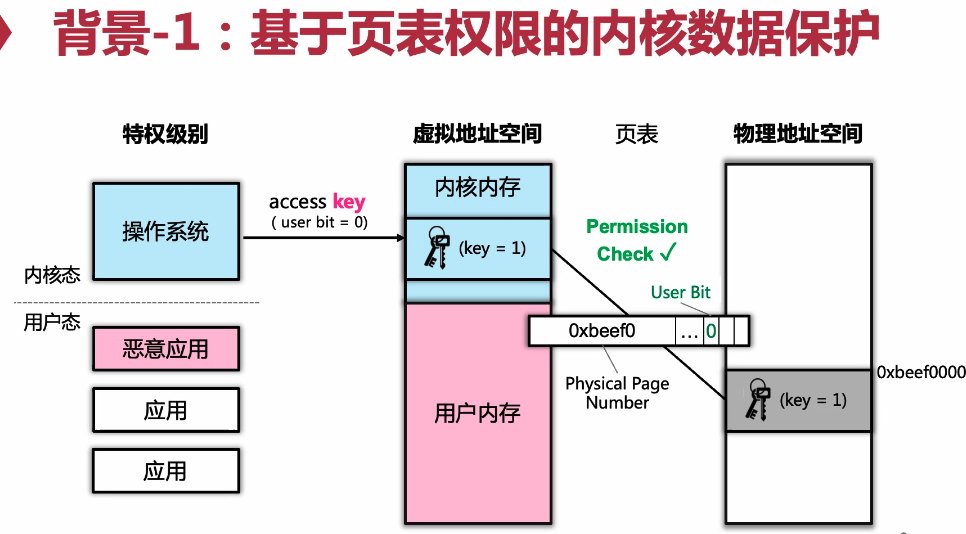 背景-1：基于页表权限的内核数据保护
特权级别
虚拟地址空间
页表
物理地址空间
操作系统
access key
( user bit = 0)
内核内存
(key = 1)
Permission
Check ✓
内核态
用户态
User Bit
0xbeef0
...
0
恶意应用
应用
应用
用户内存
Physical Page
Number
0xbeef0000
(key = 1)